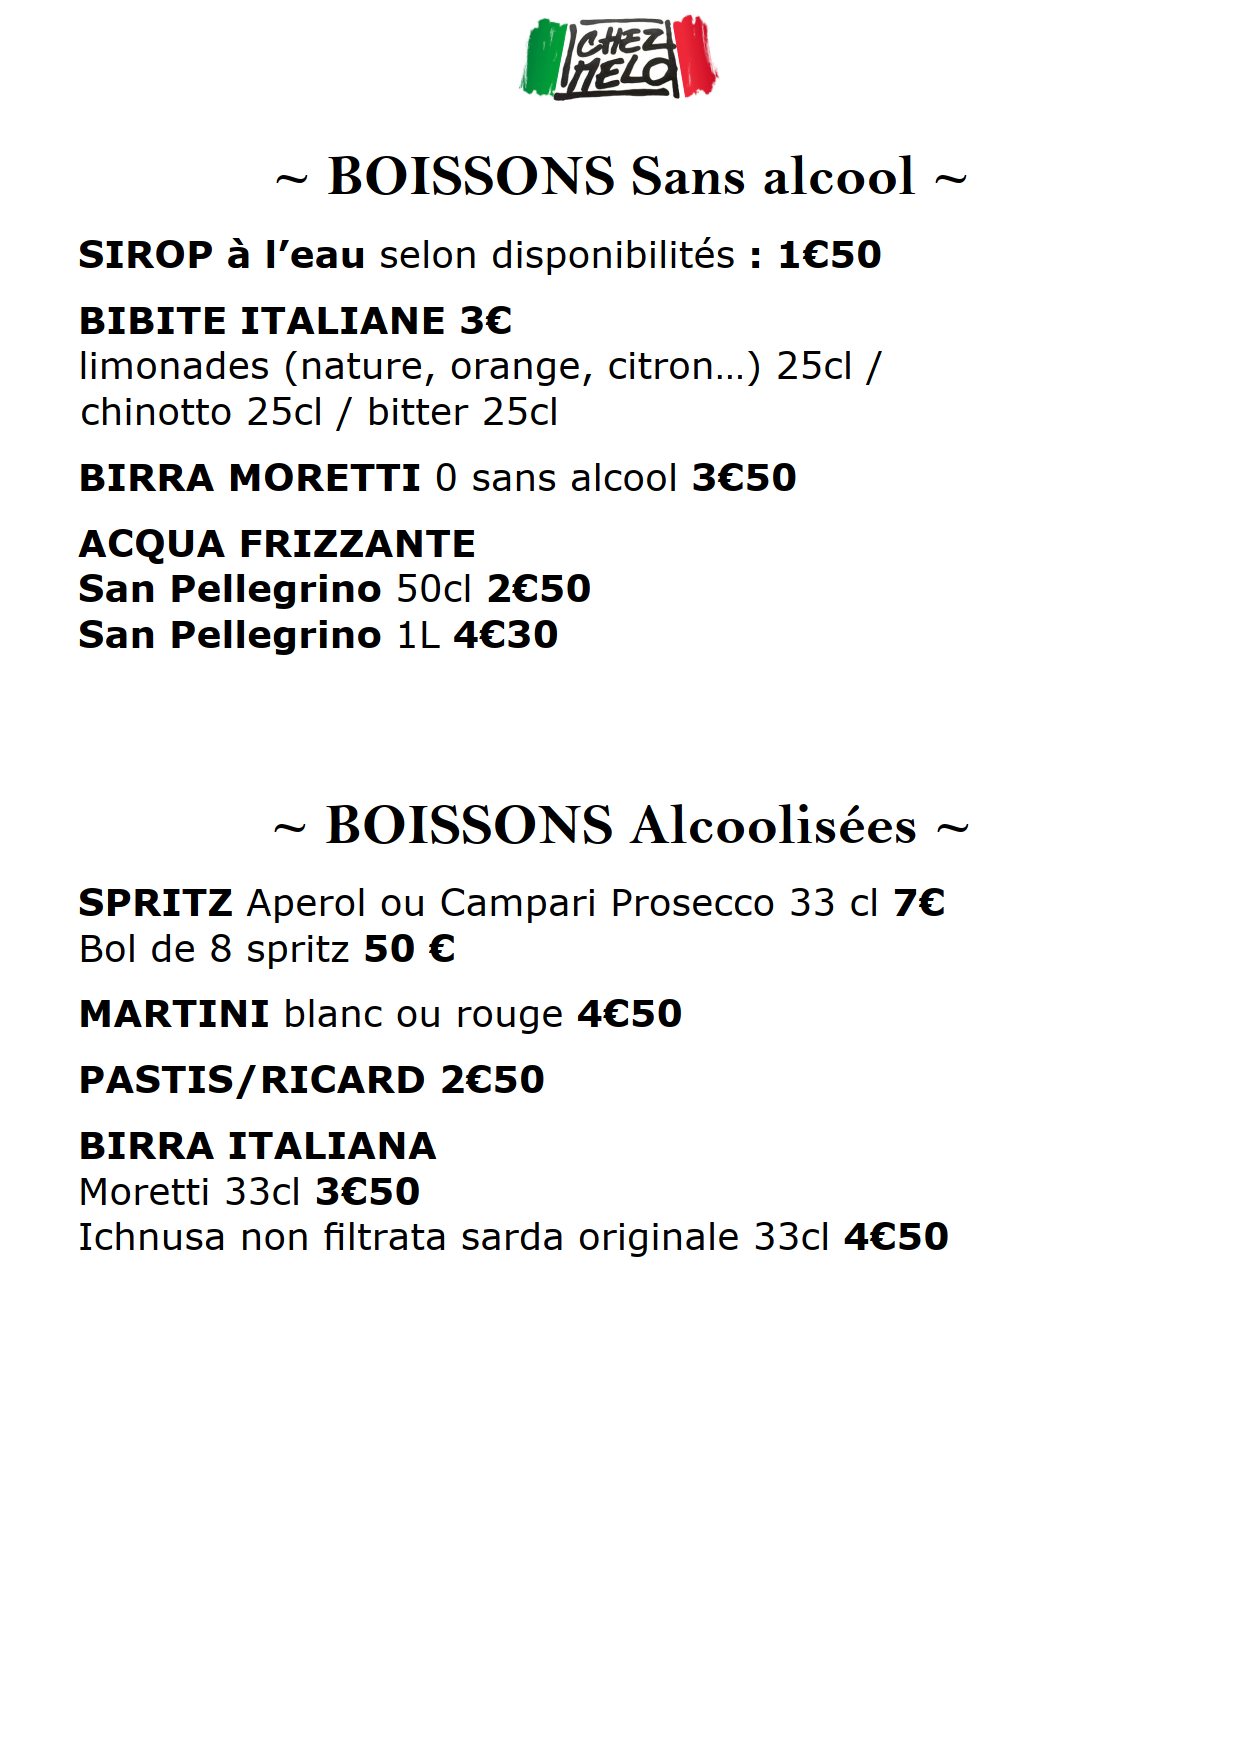 CHEZ
MELO
~ BOISSONS Sans alcool ~
SIROP à l’eau selon disponibilités : 1€50
BIBITE ITALIANE 3€
limonades (nature, orange, citron…) 25cl /
chinotto 25cl / bitter 25cl
BIRRA MORETTI 0 sans alcool 3€50
ACQUA FRIZZANTE
San Pellegrino 50cl 2€50
San Pellegrino 1L 4€30
~ BOISSONS Alcoolisées ~
SPRITZ Aperol ou Campari Prosecco 33 cl 7€
Bol de 8 spritz 50 €
MARTINI blanc ou rouge 4€50
PASTIS/RICARD 2€50
BIRRA ITALIANA
Moretti 33cl 3€50
Ichnusa non filtrata sarda originale 33cl 4€50